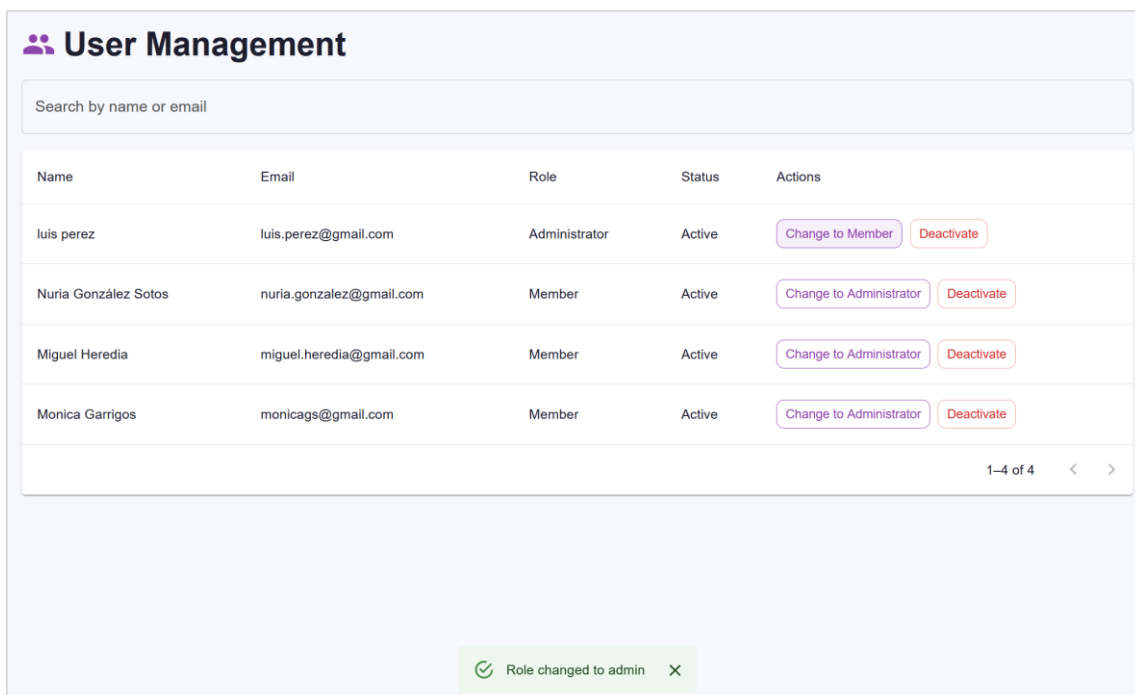 User Management
Search by name or email
Name Email Role Status Actions
luis perez luis.perez@gmail.com Administrator Active Change to Member Deactivate
Nuria González Sotos nuria.gonzalez@gmail.com Member Active Change to Administrator Deactivate
Miguel Heredia miguel.heredia@gmail.com Member Active Change to Administrator Deactivate
Monica Garrigos monicags@gmail.com Member Active Change to Administrator Deactivate
1–4 of 4
Role changed to admin